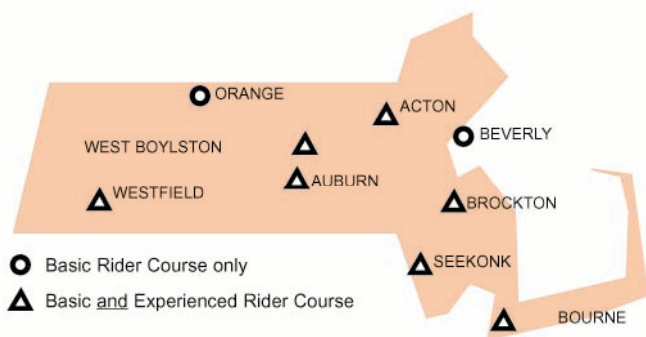 ORANGE
ACTON
BEVERLY
WEST BOYLSTON
AUBURN
WESTFIELD
BROCKTON
SEEKONK
BOURNE
Basic Rider Course only
Basic and Experienced Rider Course